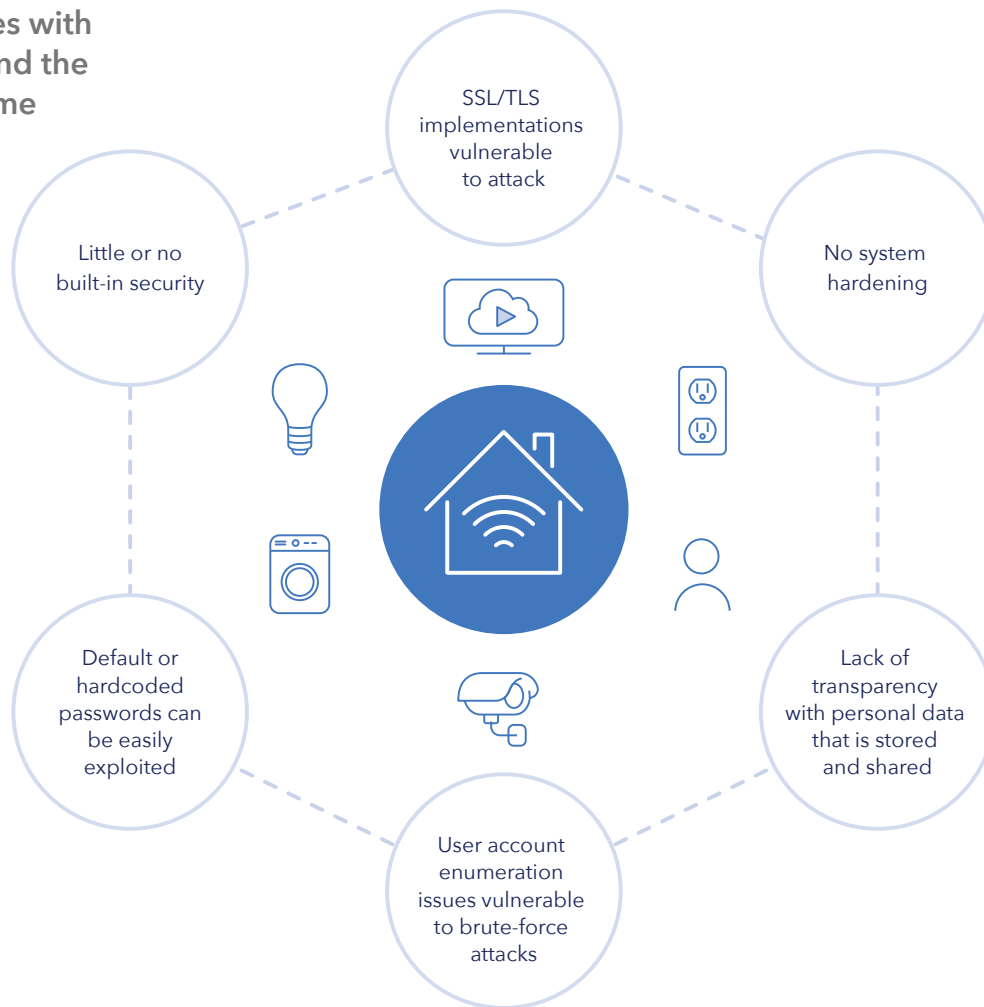 es with
nd the
me
SSL/TLS
implementations
vulnerable
to attack
Little or no
built-in security
No system
hardening
Default or
hardcoded
passwords can
be easily
exploited
Lack of
transparency
with personal data
that is stored
and shared
User account
enumeration
issues vulnerable
to brute-force
attacks